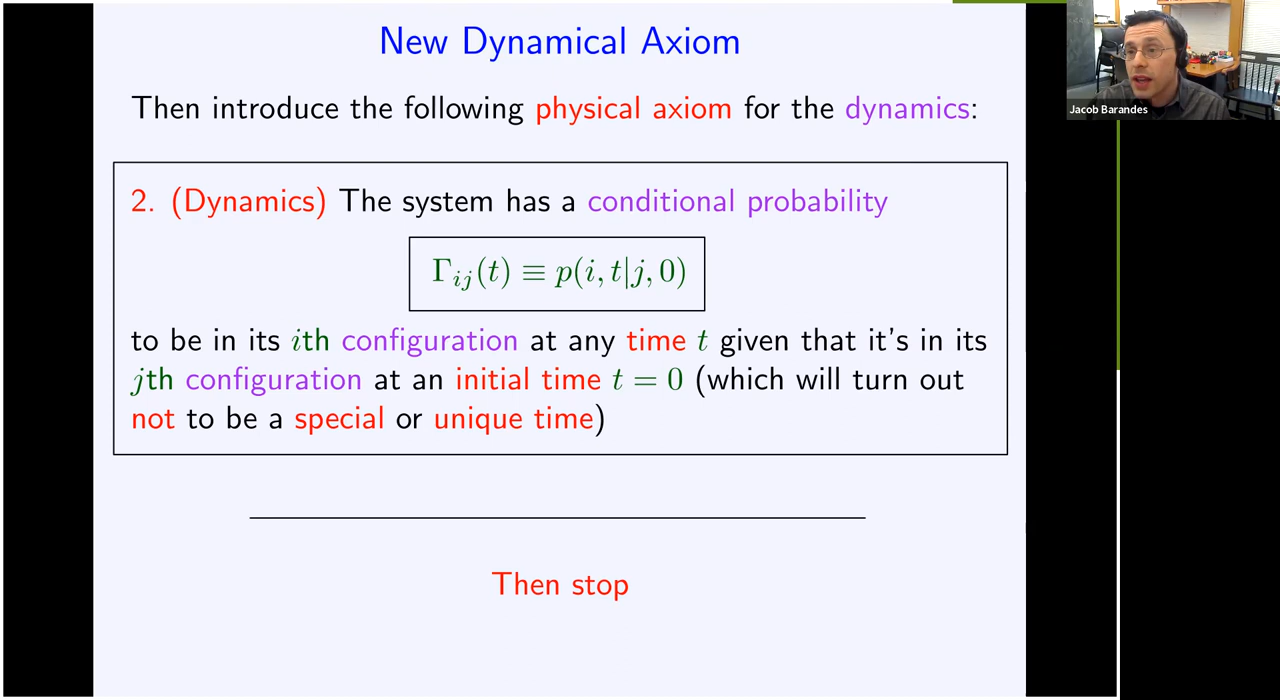 New Dynamical Axiom
Then introduce the following physical axiom for the dynamics:
2. (Dynamics) The system has a conditional probability
Γij(t) ≡ p(i, t|j, 0)
to be in its ith configuration at any time t given that it's in its
jth configuration at an initial time t = 0 (which will turn out
not to be a special or unique time)
Then stop
Jacob Barandes